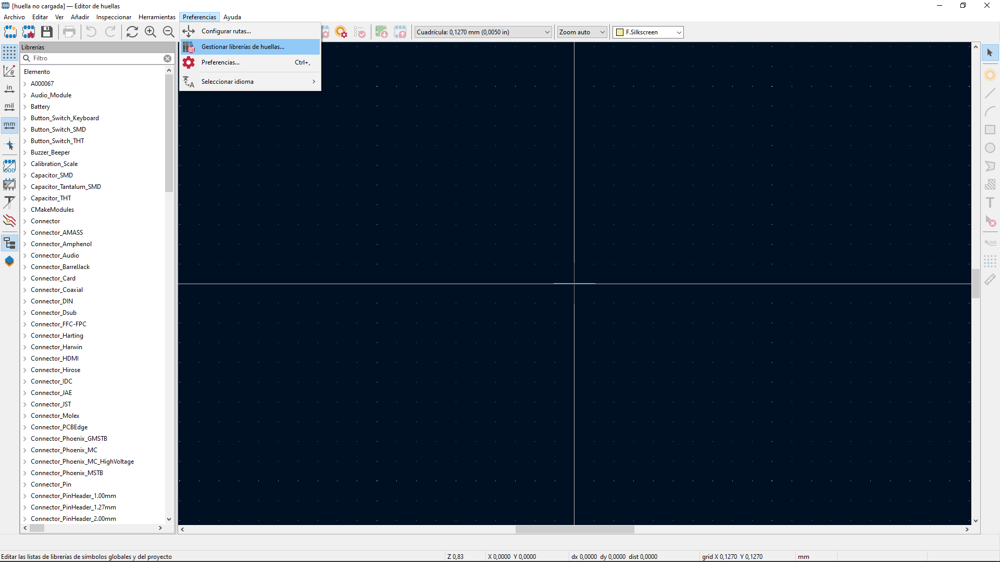 [huella no cargada] — Editor de huellas
Archivo Editar Ver Añadir Inspeccionar Herramientas Preferencias Ayuda
Configurar rutas...
Gestionar librerías de huellas...
Preferencias... Ctrl+,
Seleccionar idioma
Cuadrícula: 0,1270 mm (0,0050 in)
Zoom auto
F.Silkscreen
in
mil
mm
Librerías
Filtro
Elemento
A000067
Audio_Module
Battery
Button_Switch_Keyboard
Button_Switch_SMD
Button_Switch_THT
Buzzer_Beeper
Calibration_Scale
Capacitor_SMD
Capacitor_Tantalum_SMD
Capacitor_THT
CMakeModules
Connector
Connector_AMASS
Connector_Amphenol
Connector_Audio
Connector_BarrelJack
Connector_Card
Connector_Coaxial
Connector_DIN
Connector_Dsub
Connector_FFC-FPC
Connector_Harting
Connector_Harwin
Connector_HDMI
Connector_Hirose
Connector_IDC
Connector_JAE
Connector_JST
Connector_Molex
Connector_PCBEdge
Connector_Phoenix_GMSTB
Connector_Phoenix_MC
Connector_Phoenix_MC_HighVoltage
Connector_Phoenix_MSTB
Connector_Pin
Connector_PinHeader_1.00mm
Connector_PinHeader_1.27mm
Connector_PinHeader_2.00mm
(0,0)
Editar las listas de librerías de símbolos globales y del proyecto
Z 0,83
X 0,0000 Y 0,0000
dx 0,0000 dy 0,0000 dist 0,0000
grid X 0,1270 Y 0,1270
mm